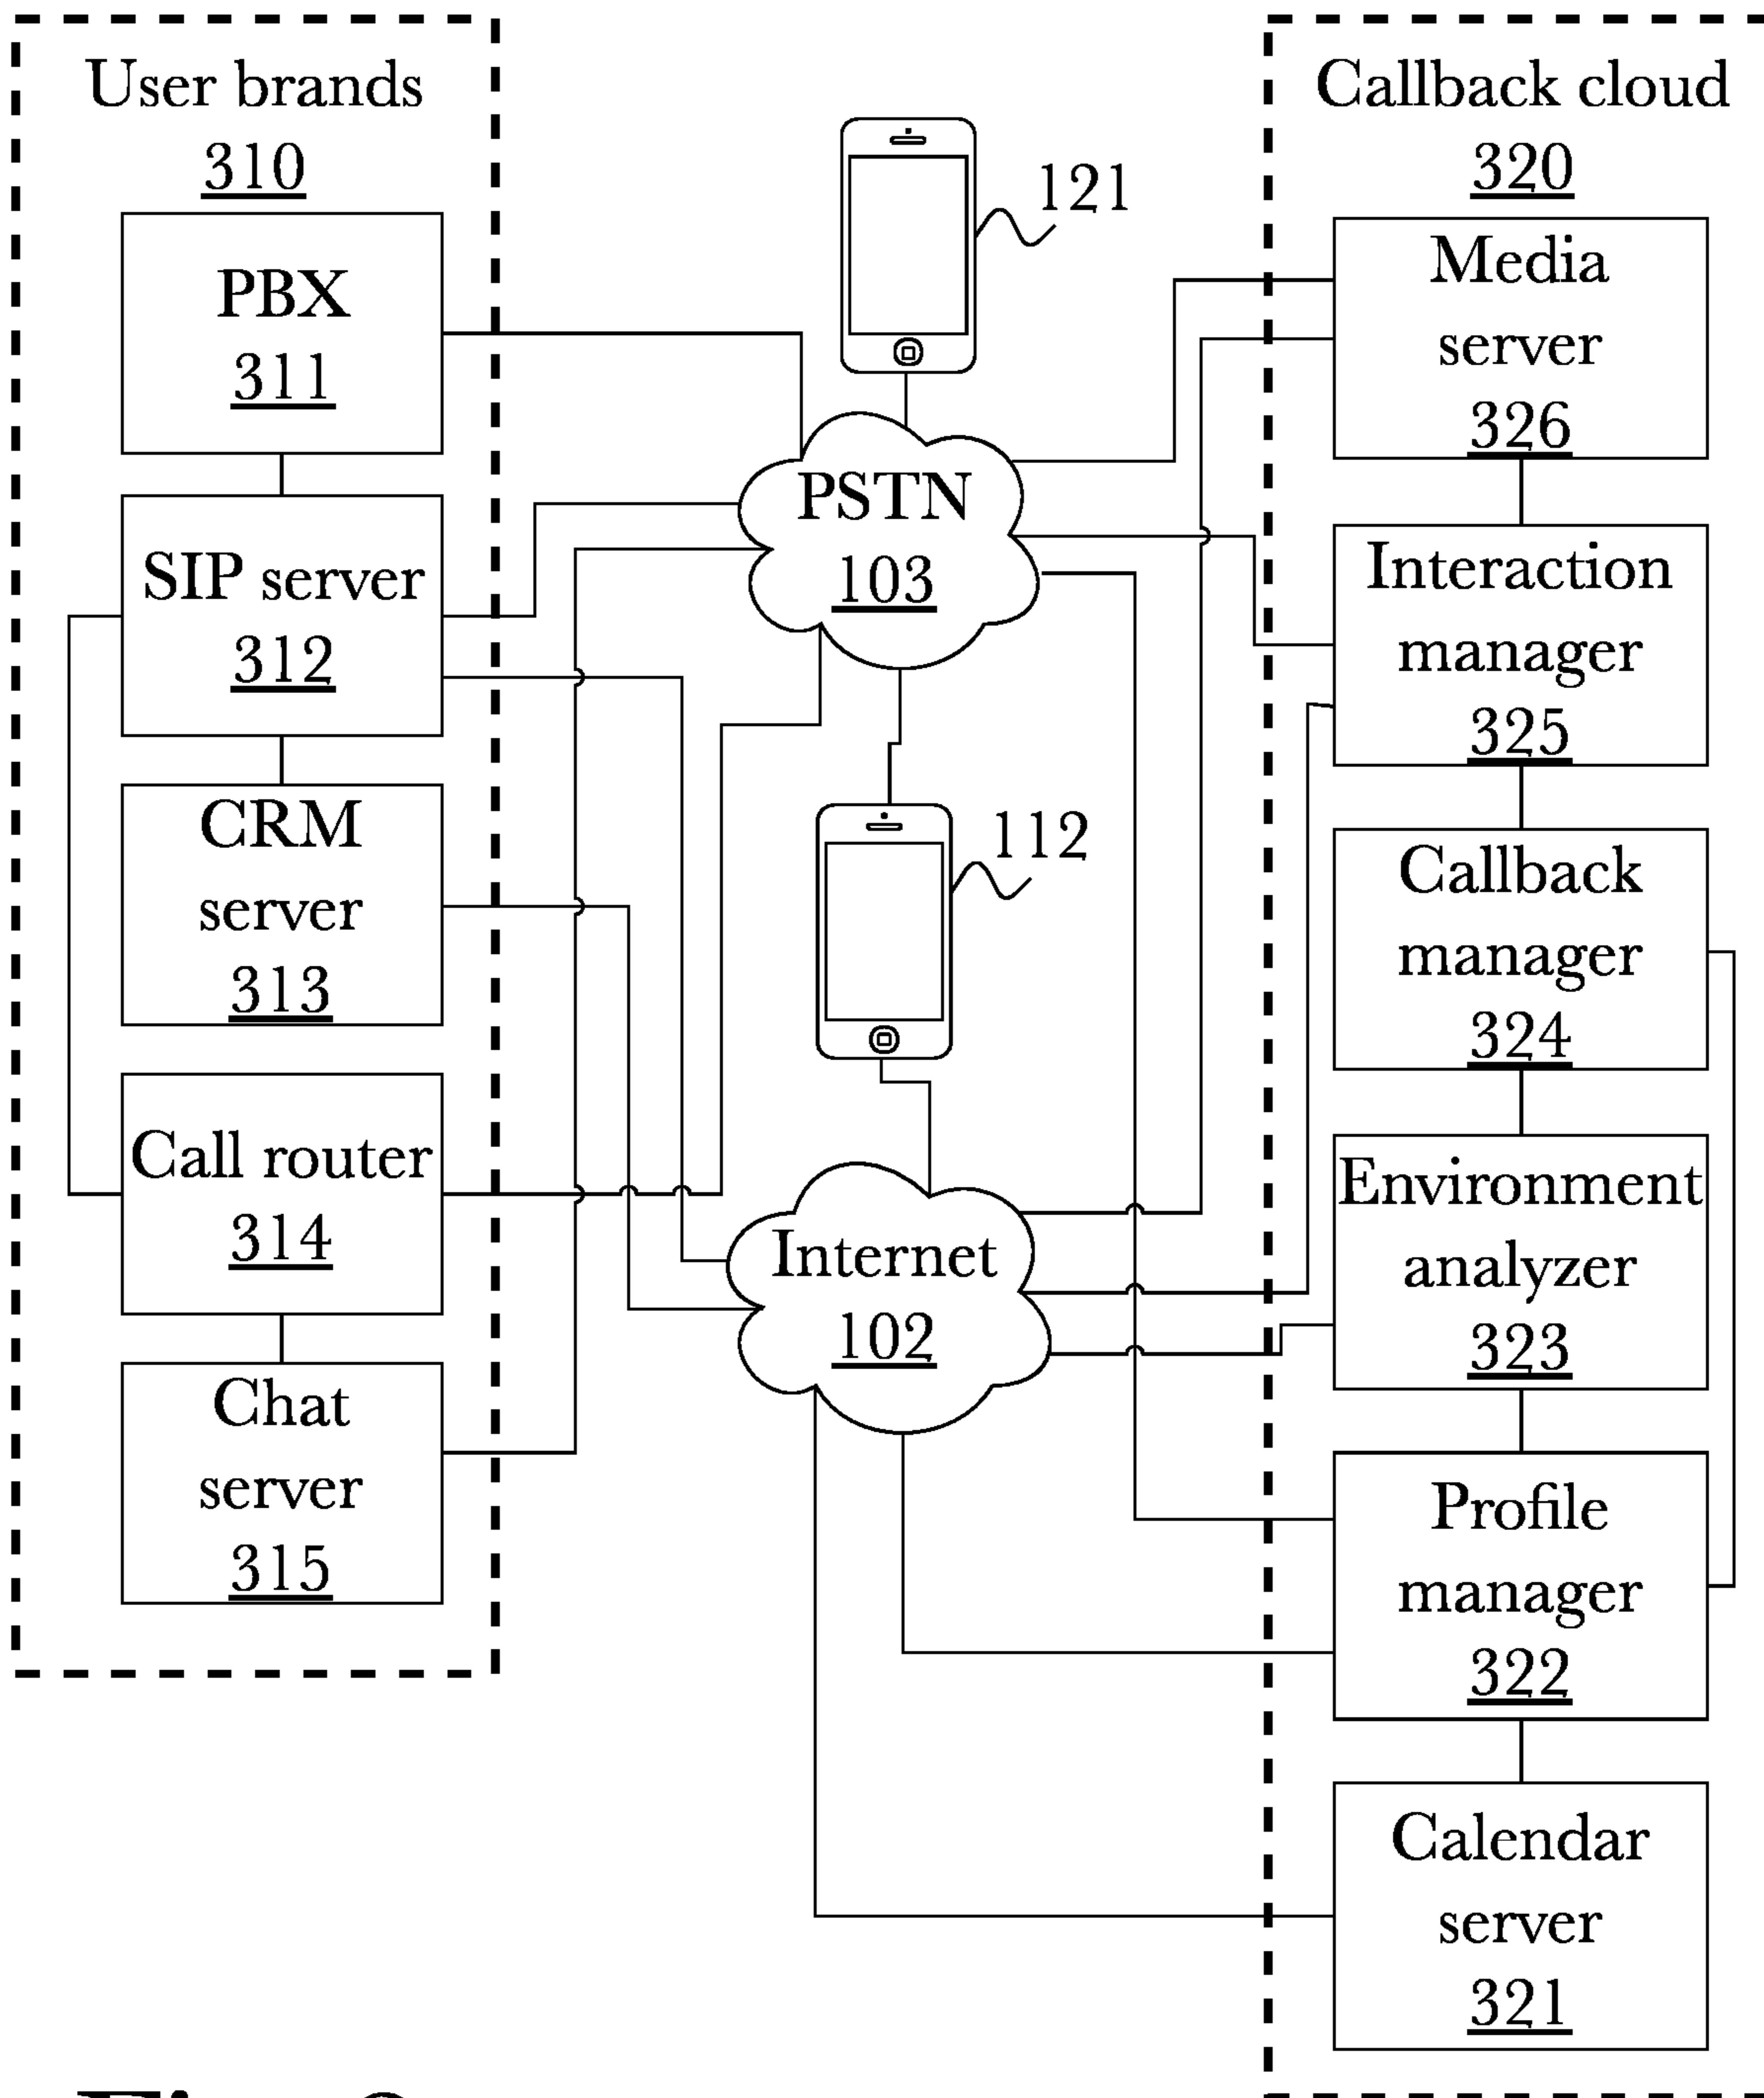 User brands
310
PBX
311
SIP server
312
CRM
server
313
Call router
314
Chat
server
315
121
PSTN
103
112
Internet
102
Callback cloud
320
Media
server
326
Interaction
manager
325
Callback
manager
324
Environment
analyzer
323
Profile
manager
322
Calendar
server
321